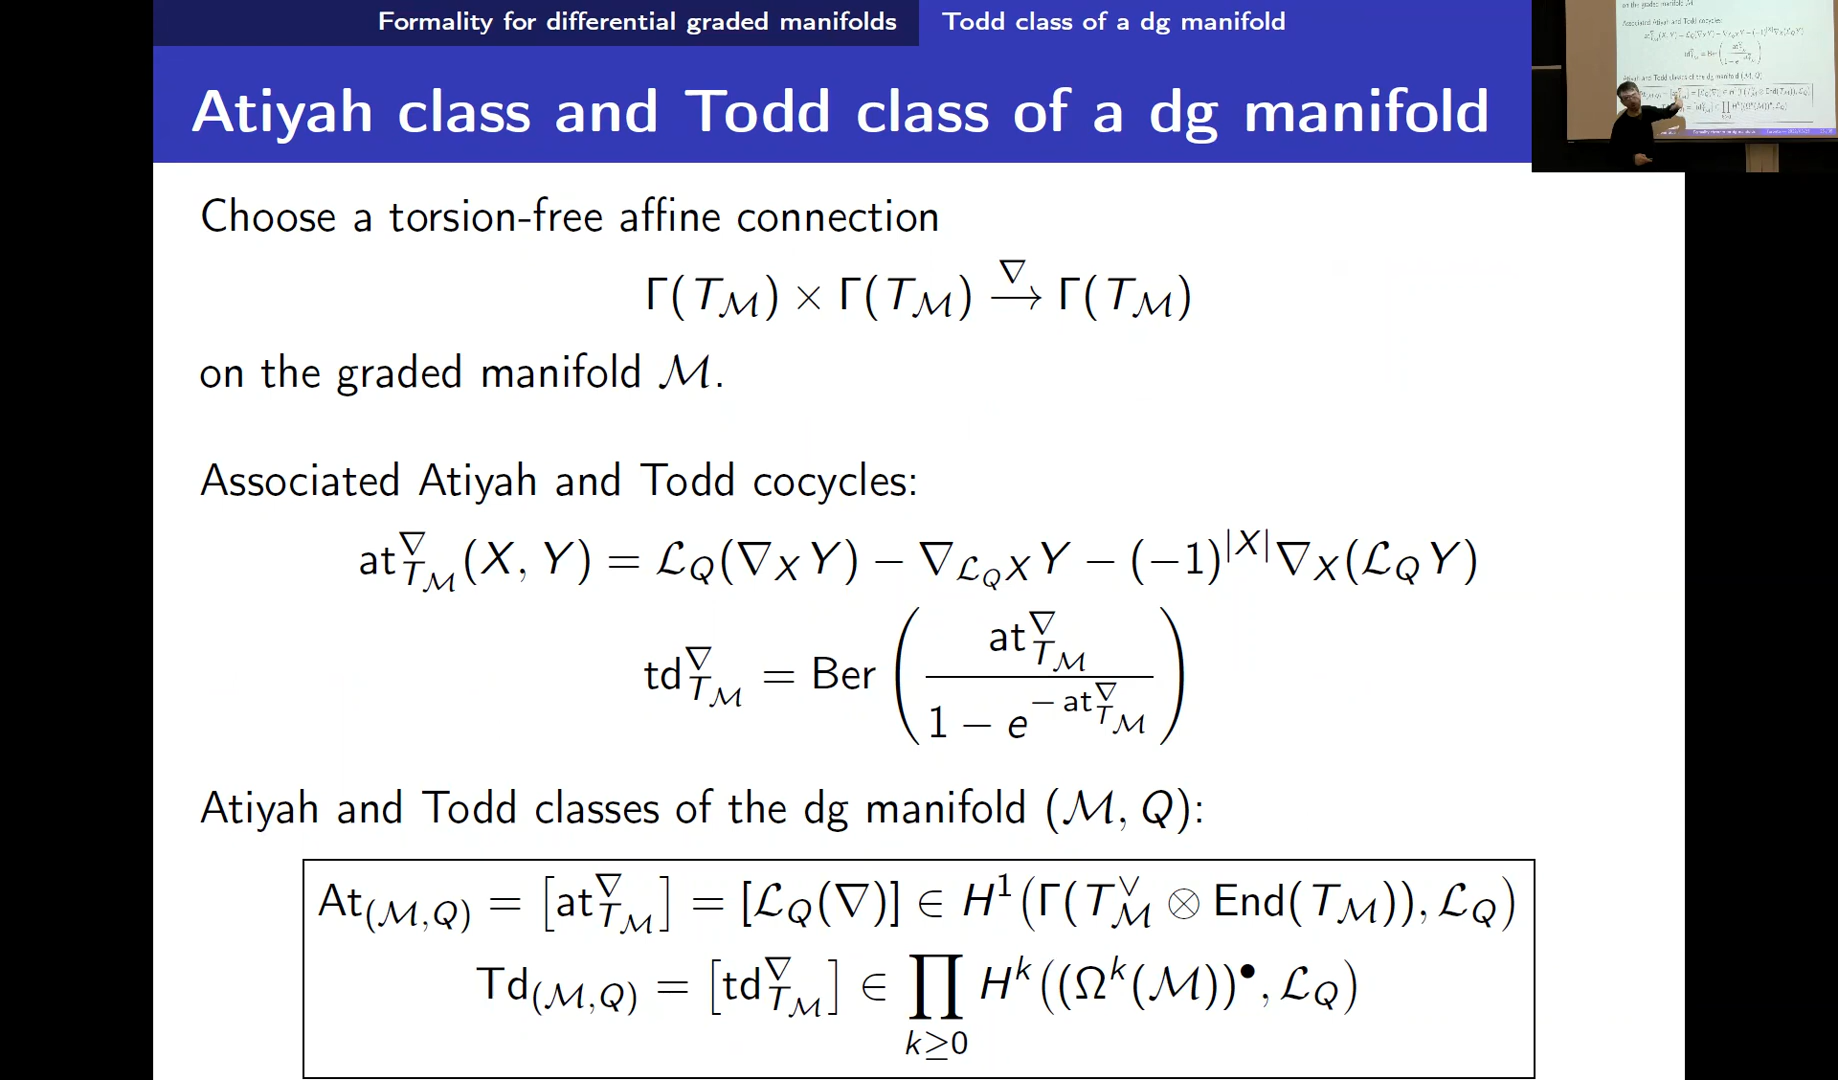 Formality for differential graded manifolds Todd class of a dg manifold
Atiyah class and Todd class of a dg manifold
Choose a torsion-free affine connection
Γ(T_ℳ) × Γ(T_ℳ) –∇→ Γ(T_ℳ)
on the graded manifold ℳ.
Associated Atiyah and Todd cocycles:
at^∇_{T_ℳ}(X, Y) = ℒ_Q(∇_X Y) − ∇_{ℒ_Q X} Y − (−1)^{|X|} ∇_X(ℒ_Q Y)
td^∇_{T_ℳ} = Ber ( at^∇_{T_ℳ} / 1 − e^{− at^∇_{T_ℳ}} )
Atiyah and Todd classes of the dg manifold (ℳ, Q):
At_{(ℳ,Q)} = [at^∇_{T_ℳ}] = [ℒ_Q(∇)] ∈ H^1(Γ(T^∨_ℳ ⊗ End(T_ℳ)), ℒ_Q)
Td_{(ℳ,Q)} = [td^∇_{T_ℳ}] ∈ ∏_{k≥0} H^k((Ω^k(ℳ))^•, ℒ_Q)